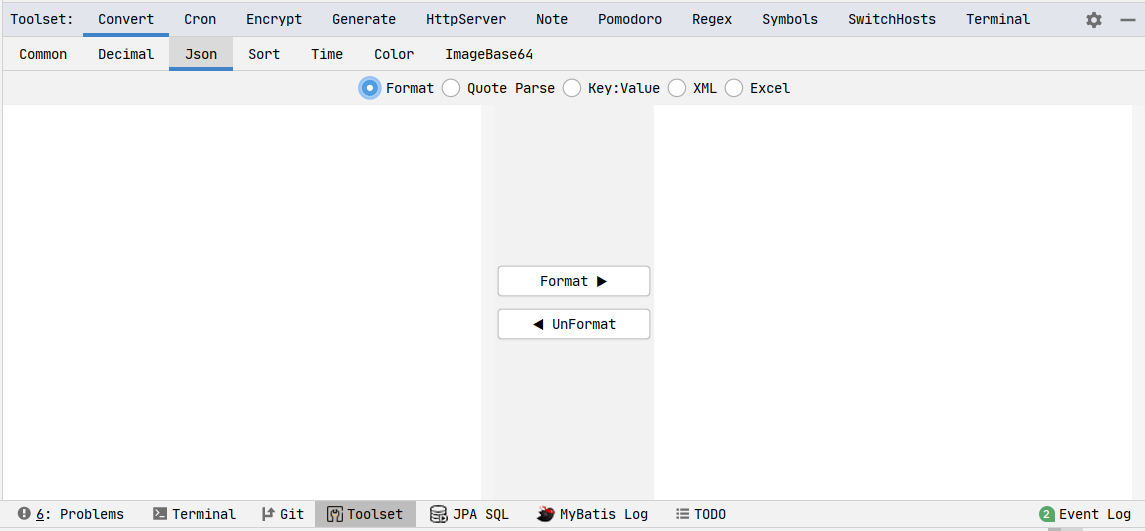 Toolset: Convert Cron Encrypt Generate HttpServer Note Pomodoro Regex Symbols SwitchHosts Terminal
Common Decimal Json Sort Time Color ImageBase64
Format Quote Parse Key:Value XML Excel
Format ▶
◀ UnFormat
6: Problems Terminal Git Toolset JPA SQL MyBatis Log TODO 2 Event Log